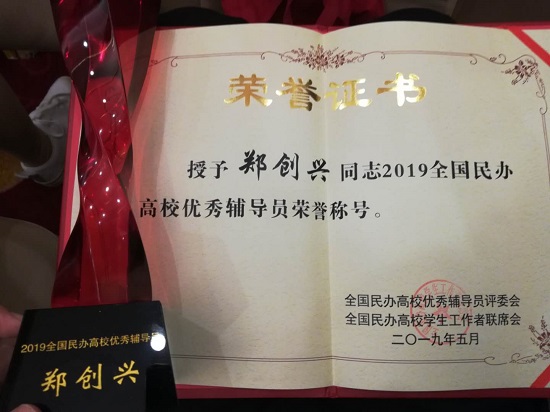 荣誉证书
授予 郑创兴 同志2019全国民办
高校优秀辅导员荣誉称号。
全国民办高校优秀辅导员评委会
全国民办高校学生工作者联席会
二〇一九年五月
2019全国民办高校优秀辅导员
郑创兴